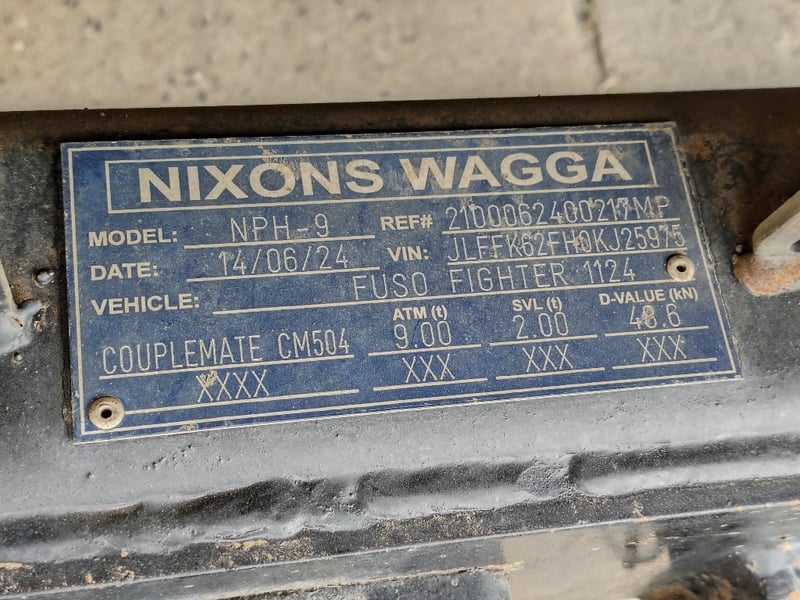 NIXONS WAGGA
MODEL: NPH-9 REF# 2100062400217MP
DATE: 14/06/24 VIN: JLFFK62FH0KJ25975
VEHICLE: FUSO FIGHTER 1124
ATM (t) SVL (t) D-VALUE (kN)
COUPLEMATE CM504 9.00 2.00 48.6
XXXX XXX XXX XXX